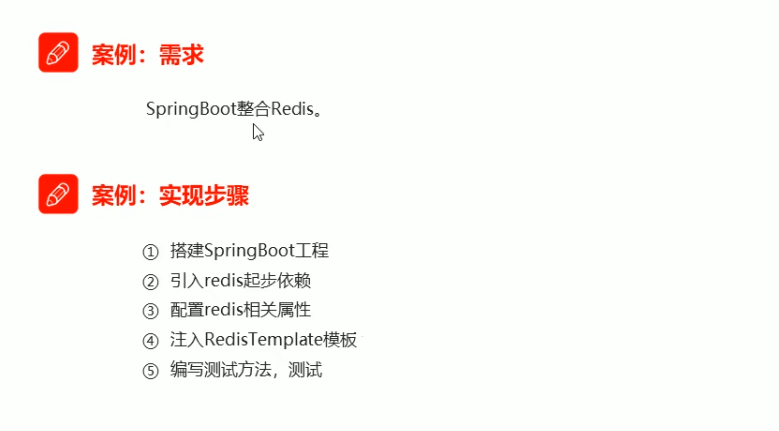 案例：需求
SpringBoot整合Redis。
案例：实现步骤
① 搭建SpringBoot工程
② 引入redis起步依赖
③ 配置redis相关属性
④ 注入RedisTemplate模板
⑤ 编写测试方法，测试